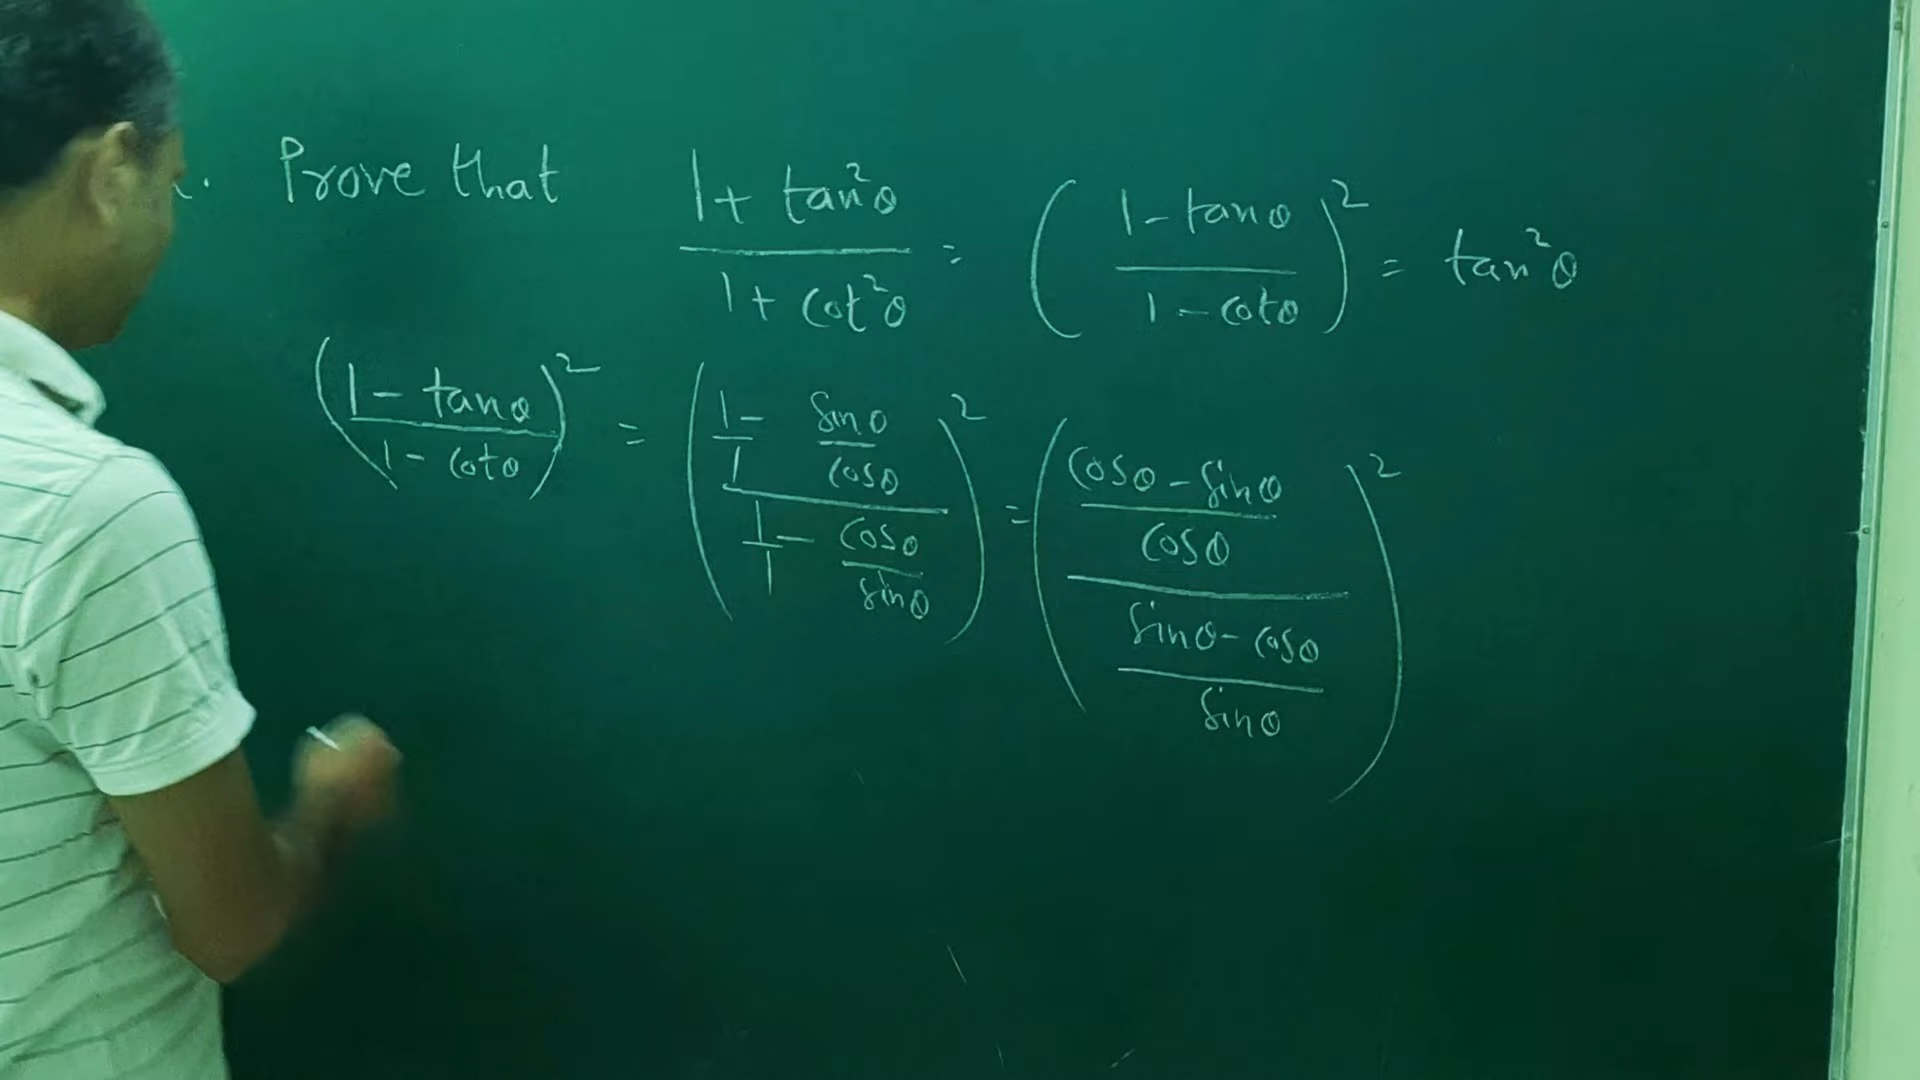 Prove that (1 + tan²θ)/(1 + cot²θ) = ((1 - tanθ)/(1 - cotθ))² = tan²θ
((1 - tanθ)/(1 - cotθ))² = ((1/1 - sinθ/cosθ)/(1/1 - cosθ/sinθ))² = (((cosθ - sinθ)/cosθ)/((sinθ - cosθ)/sinθ))²